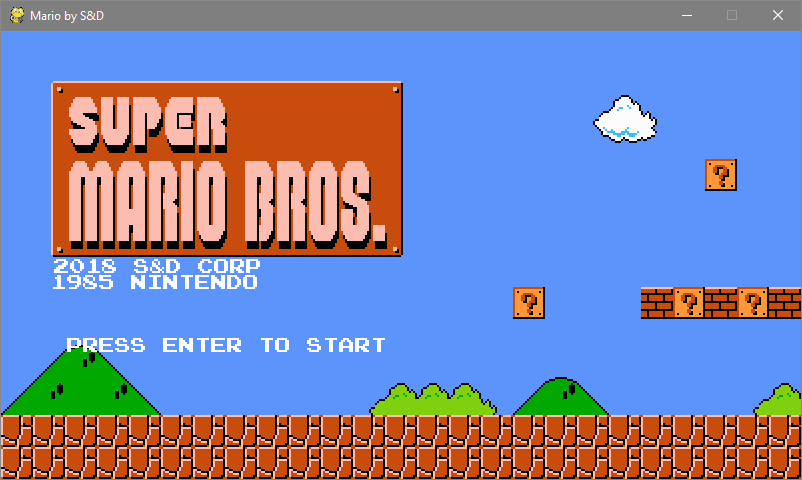 Mario by S&D
SUPER
MARIO BROS.
2018 S&D CORP
1985 NINTENDO
?
? ? ?
PRESS ENTER TO START